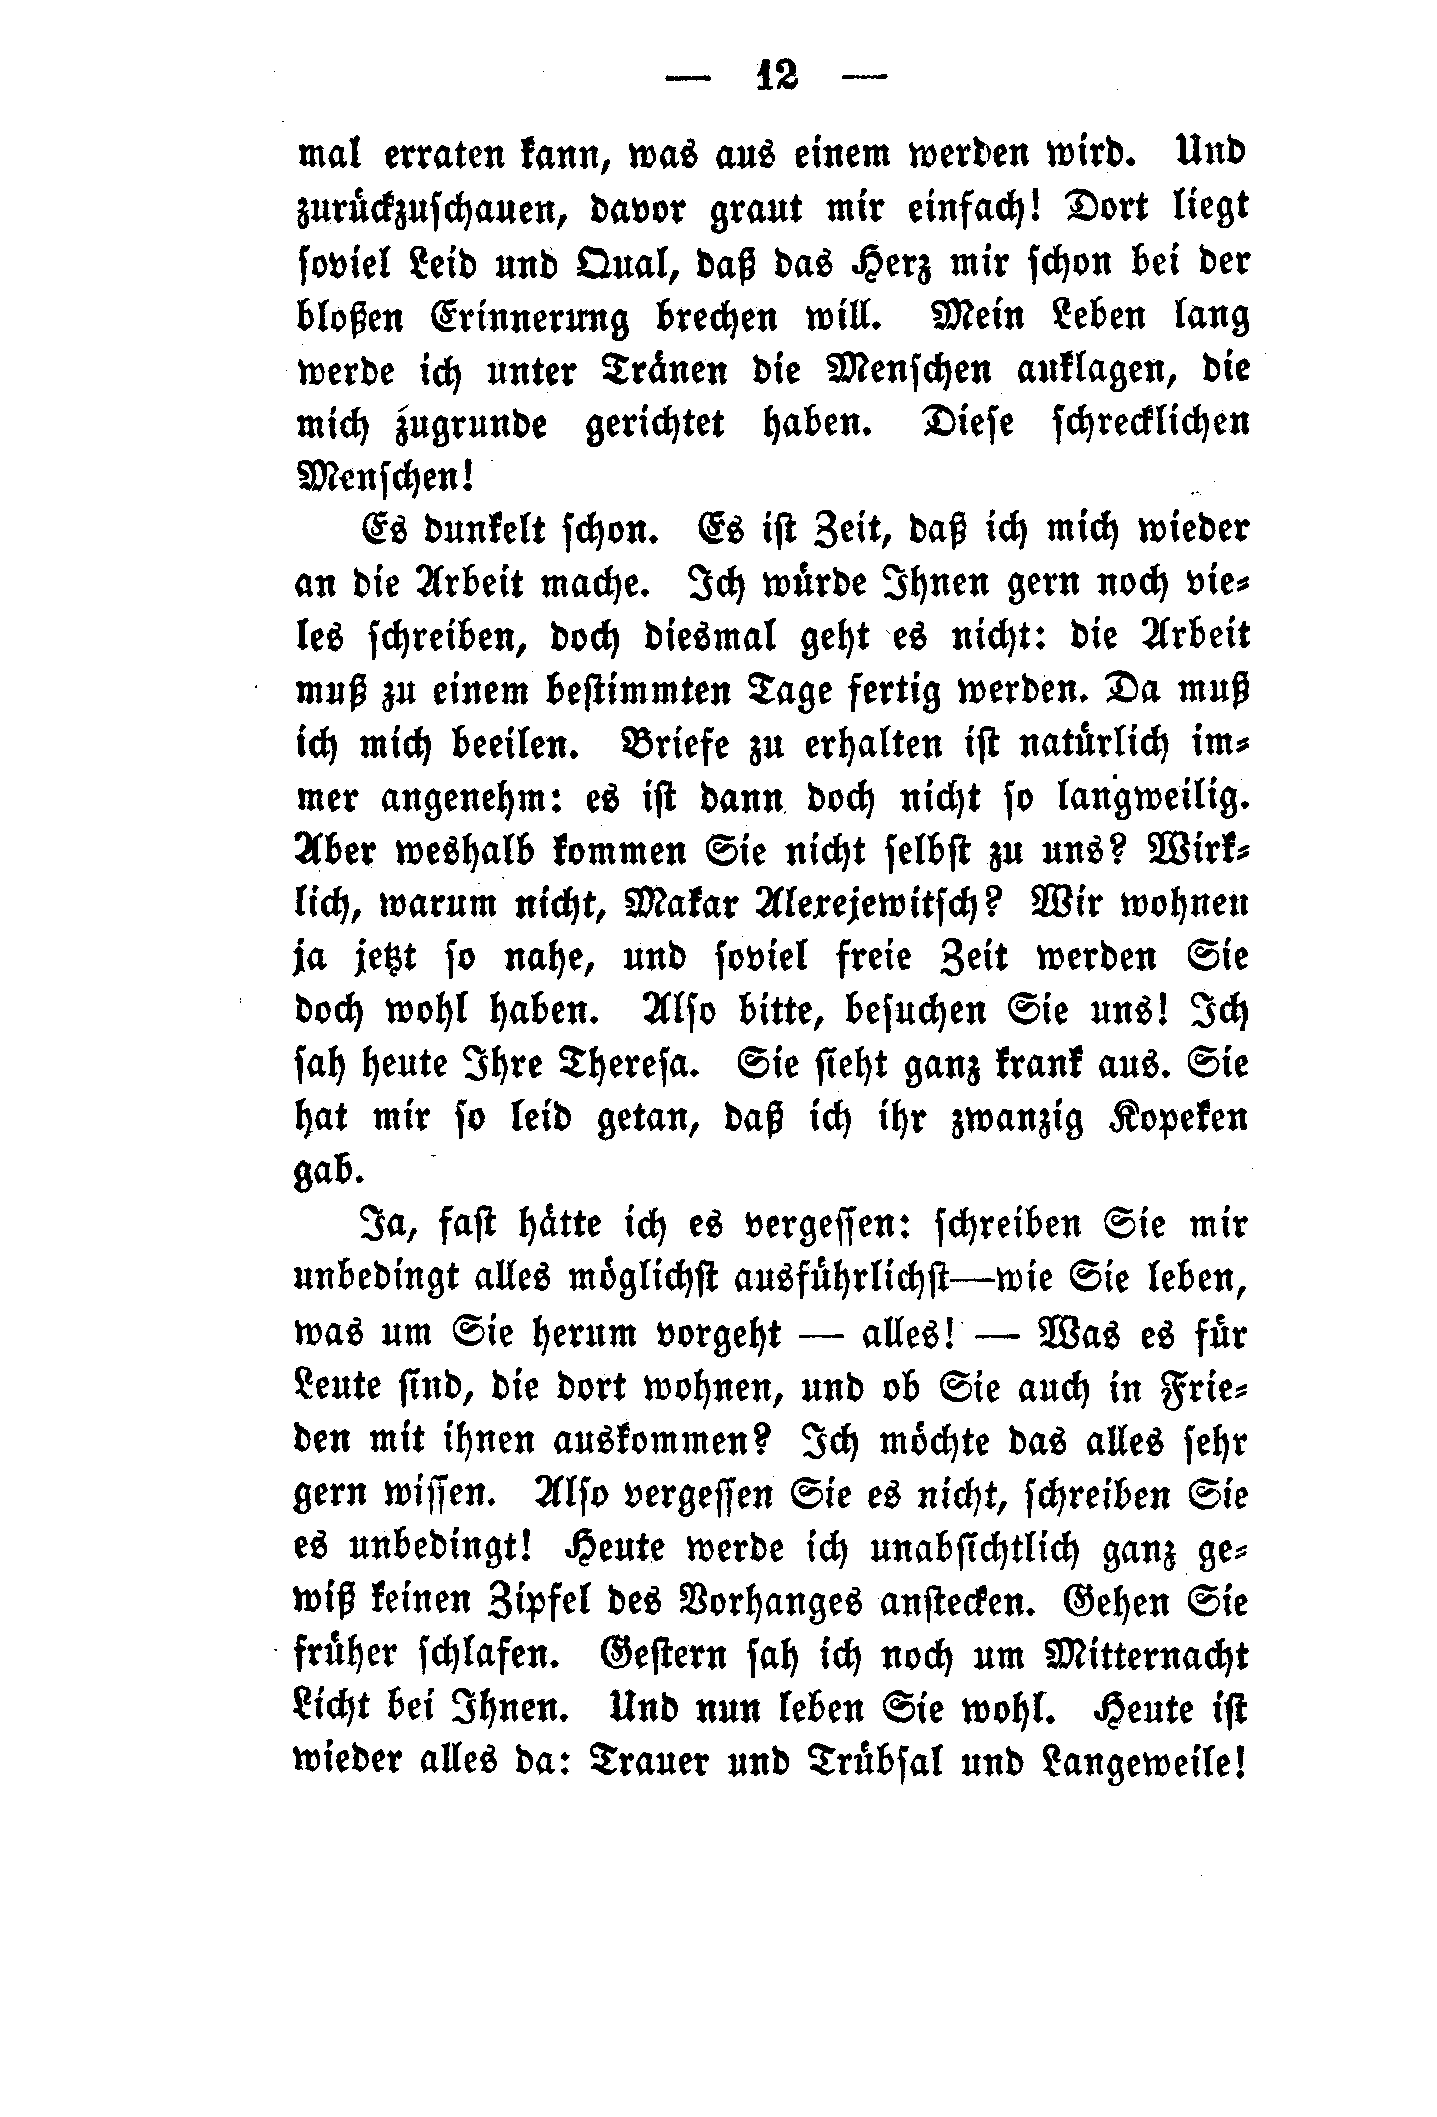 — 12 —
mal erraten kann, was aus einem werden wird. Und
zurückzuschauen, davor graut mir einfach! Dort liegt
soviel Leid und Qual, daß das Herz mir schon bei der
bloßen Erinnerung brechen will. Mein Leben lang
werde ich unter Tränen die Menschen anklagen, die
mich zugrunde gerichtet haben. Diese schrecklichen
Menschen!
Es dunkelt schon. Es ist Zeit, daß ich mich wieder
an die Arbeit mache. Ich würde Ihnen gern noch vie-
les schreiben, doch diesmal geht es nicht: die Arbeit
muß zu einem bestimmten Tage fertig werden. Da muß
ich mich beeilen. Briefe zu erhalten ist natürlich im-
mer angenehm: es ist dann doch nicht so langweilig.
Aber weshalb kommen Sie nicht selbst zu uns? Wirk-
lich, warum nicht, Makar Alexejewitsch? Wir wohnen
ja jetzt so nahe, und soviel freie Zeit werden Sie
doch wohl haben. Also bitte, besuchen Sie uns! Ich
sah heute Ihre Theresa. Sie sieht ganz krank aus. Sie
hat mir so leid getan, daß ich ihr zwanzig Kopeken
gab.
Ja, fast hätte ich es vergessen: schreiben Sie mir
unbedingt alles möglichst ausführlichst—wie Sie leben,
was um Sie herum vorgeht — alles! — Was es für
Leute sind, die dort wohnen, und ob Sie auch in Frie-
den mit ihnen auskommen? Ich möchte das alles sehr
gern wissen. Also vergessen Sie es nicht, schreiben Sie
es unbedingt! Heute werde ich unabsichtlich ganz ge-
wiß keinen Zipfel des Vorhanges anstecken. Gehen Sie
früher schlafen. Gestern sah ich noch um Mitternacht
Licht bei Ihnen. Und nun leben Sie wohl. Heute ist
wieder alles da: Trauer und Trübsal und Langeweile!